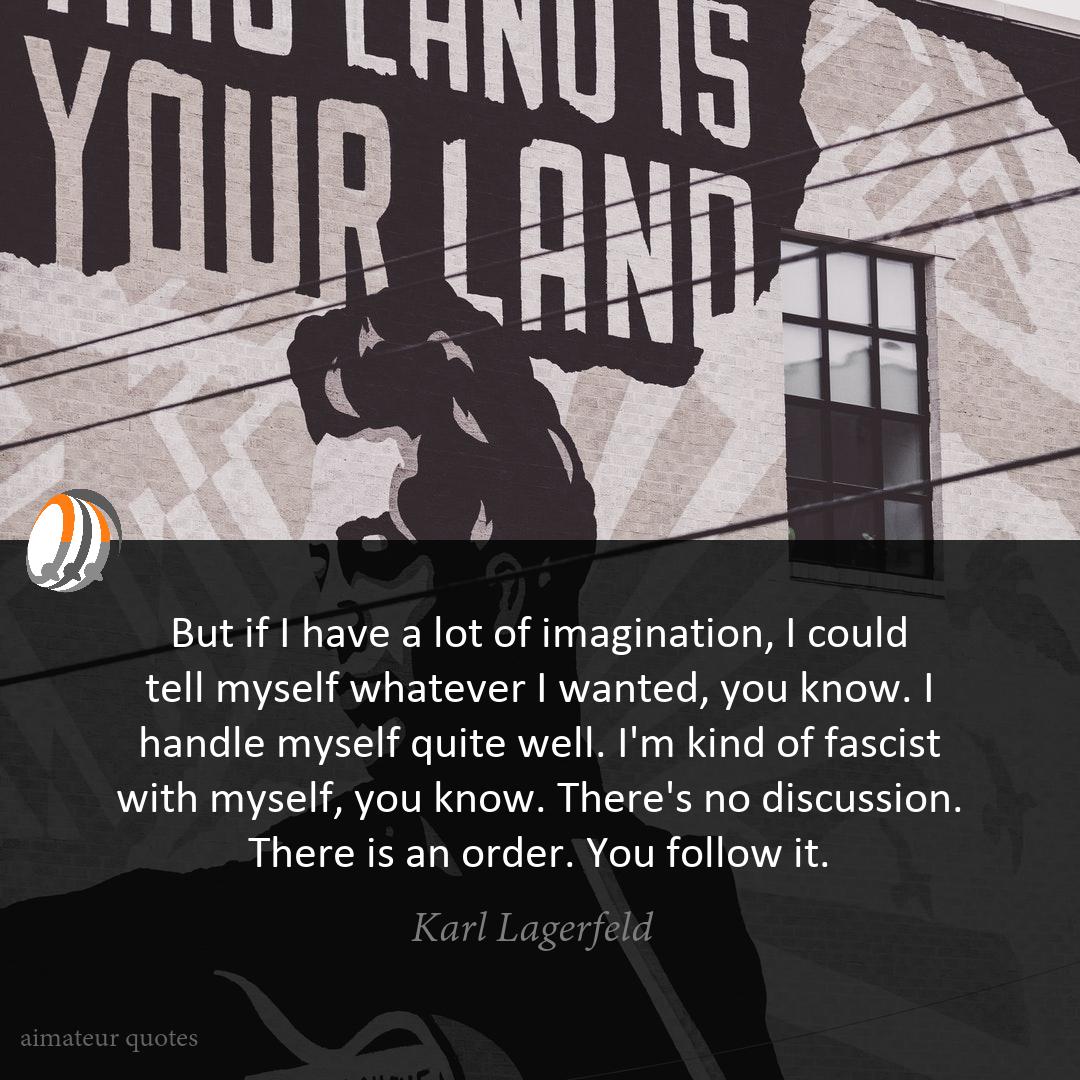 LAND IS
YOUR LAND
But if I have a lot of imagination, I could
tell myself whatever I wanted, you know. I
handle myself quite well. I'm kind of fascist
with myself, you know. There's no discussion.
There is an order. You follow it.
Karl Lagerfeld
aimateur quotes